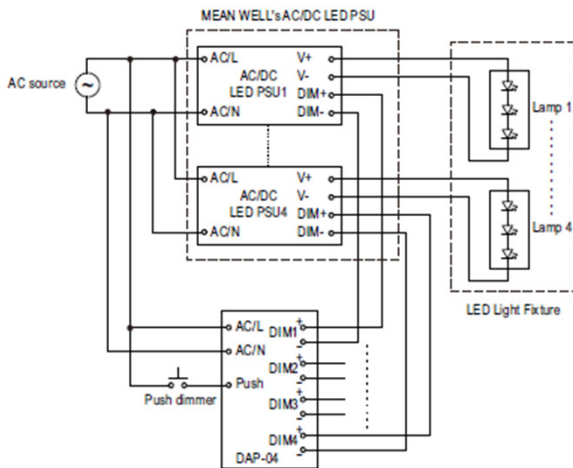 MEAN WELL's AC/DC LED PSU
AC source
~
AC/L
AC/DC
LED PSU1
AC/N
V+
V-
DIM+
DIM-
Lamp 1
AC/L
AC/DC
LED PSU4
AC/N
V+
V-
DIM+
DIM-
Lamp 4
LED Light Fixture
AC/L
AC/N
Push
Push dimmer
DIM1
+
-
DIM2
+
-
DIM3
+
-
DIM4
+
-
DAP-04